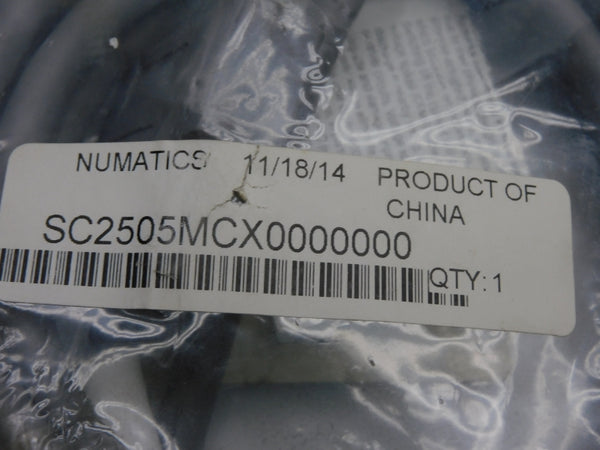 NUMATICS 11/18/14 PRODUCT OF
CHINA
SC2505MCX0000000
QTY: 1